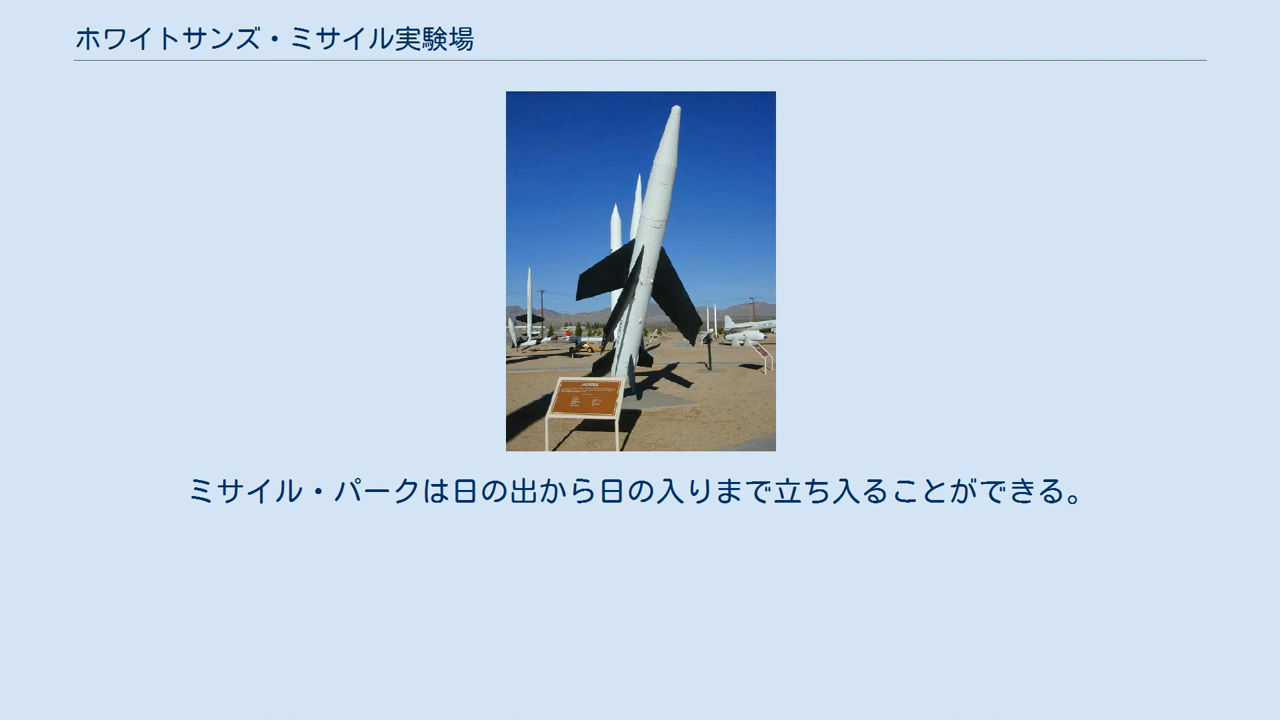 ホワイトサンズ・ミサイル実験場
ミサイル・パークは日の出から日の入りまで立ち入ることができる。